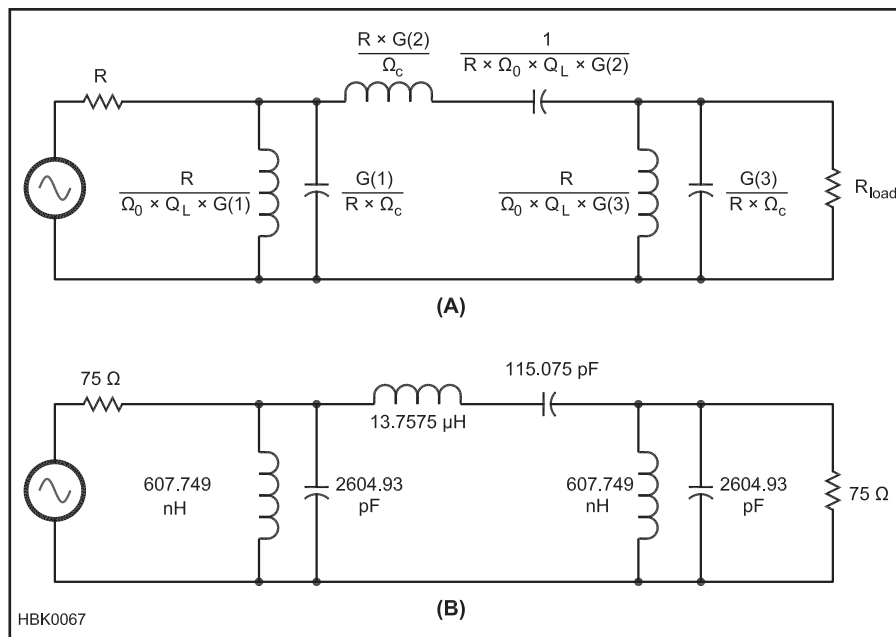 R × G(2)
Ω_c
1
R × Ω_0 × Q_L × G(2)
R
R
Ω_0 × Q_L × G(1)
G(1)
R × Ω_c
R
Ω_0 × Q_L × G(3)
G(3)
R × Ω_c
R_load
(A)
115.075 pF
75 Ω
13.7575 µH
607.749
nH
2604.93
pF
607.749
nH
2604.93
pF
75 Ω
(B)
HBK0067